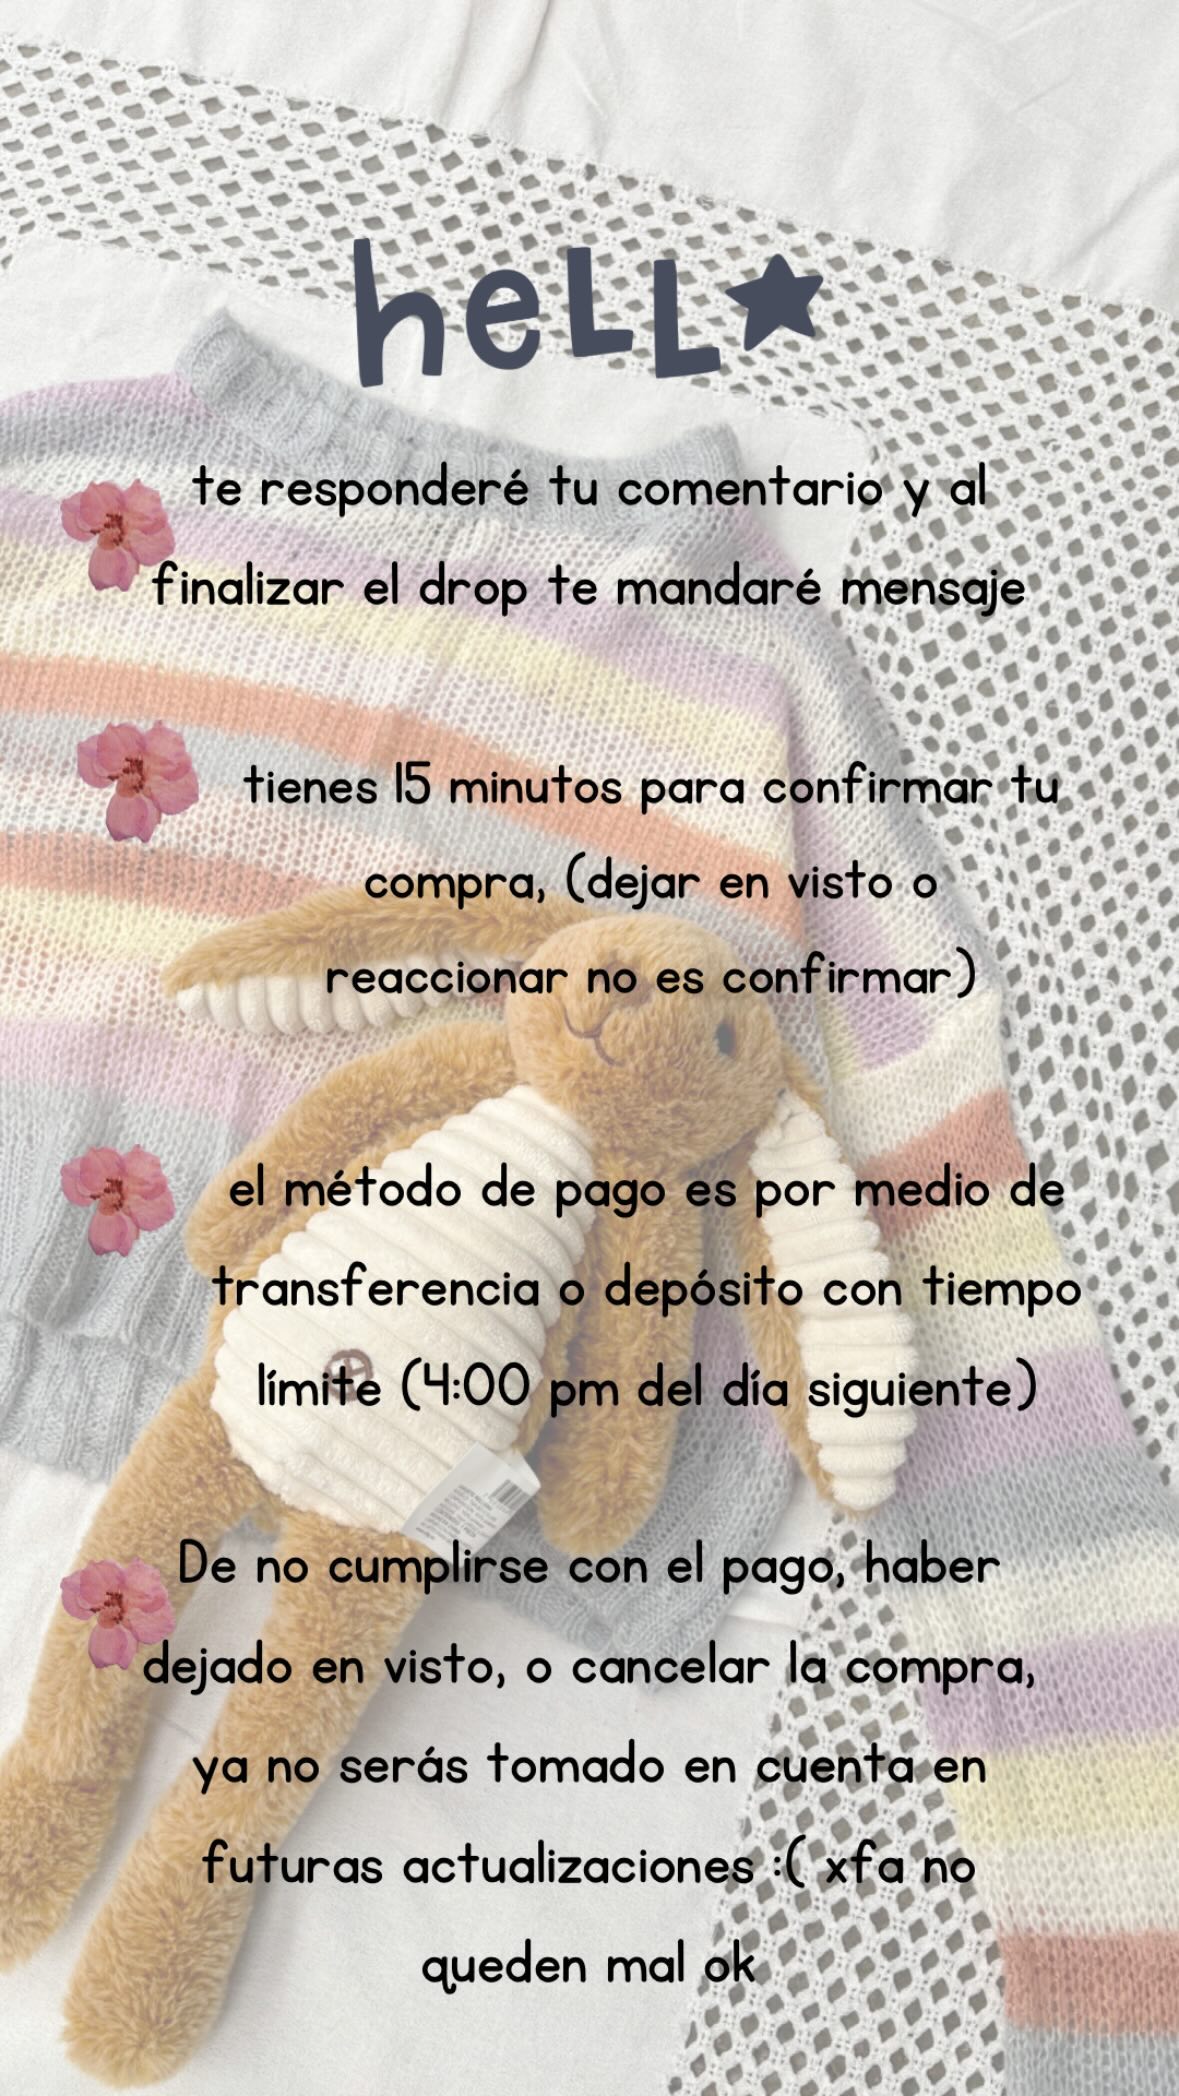 hell★
te responderé tu comentario y al
finalizar el drop te mandaré mensaje
tienes 15 minutos para confirmar tu
compra, (dejar en visto o
reaccionar no es confirmar)
el método de pago es por medio de
transferencia o depósito con tiempo
límite (4:00 pm del día siguiente)
De no cumplirse con el pago, haber
dejado en visto, o cancelar la compra,
ya no serás tomado en cuenta en
futuras actualizaciones :( xfa no
queden mal ok